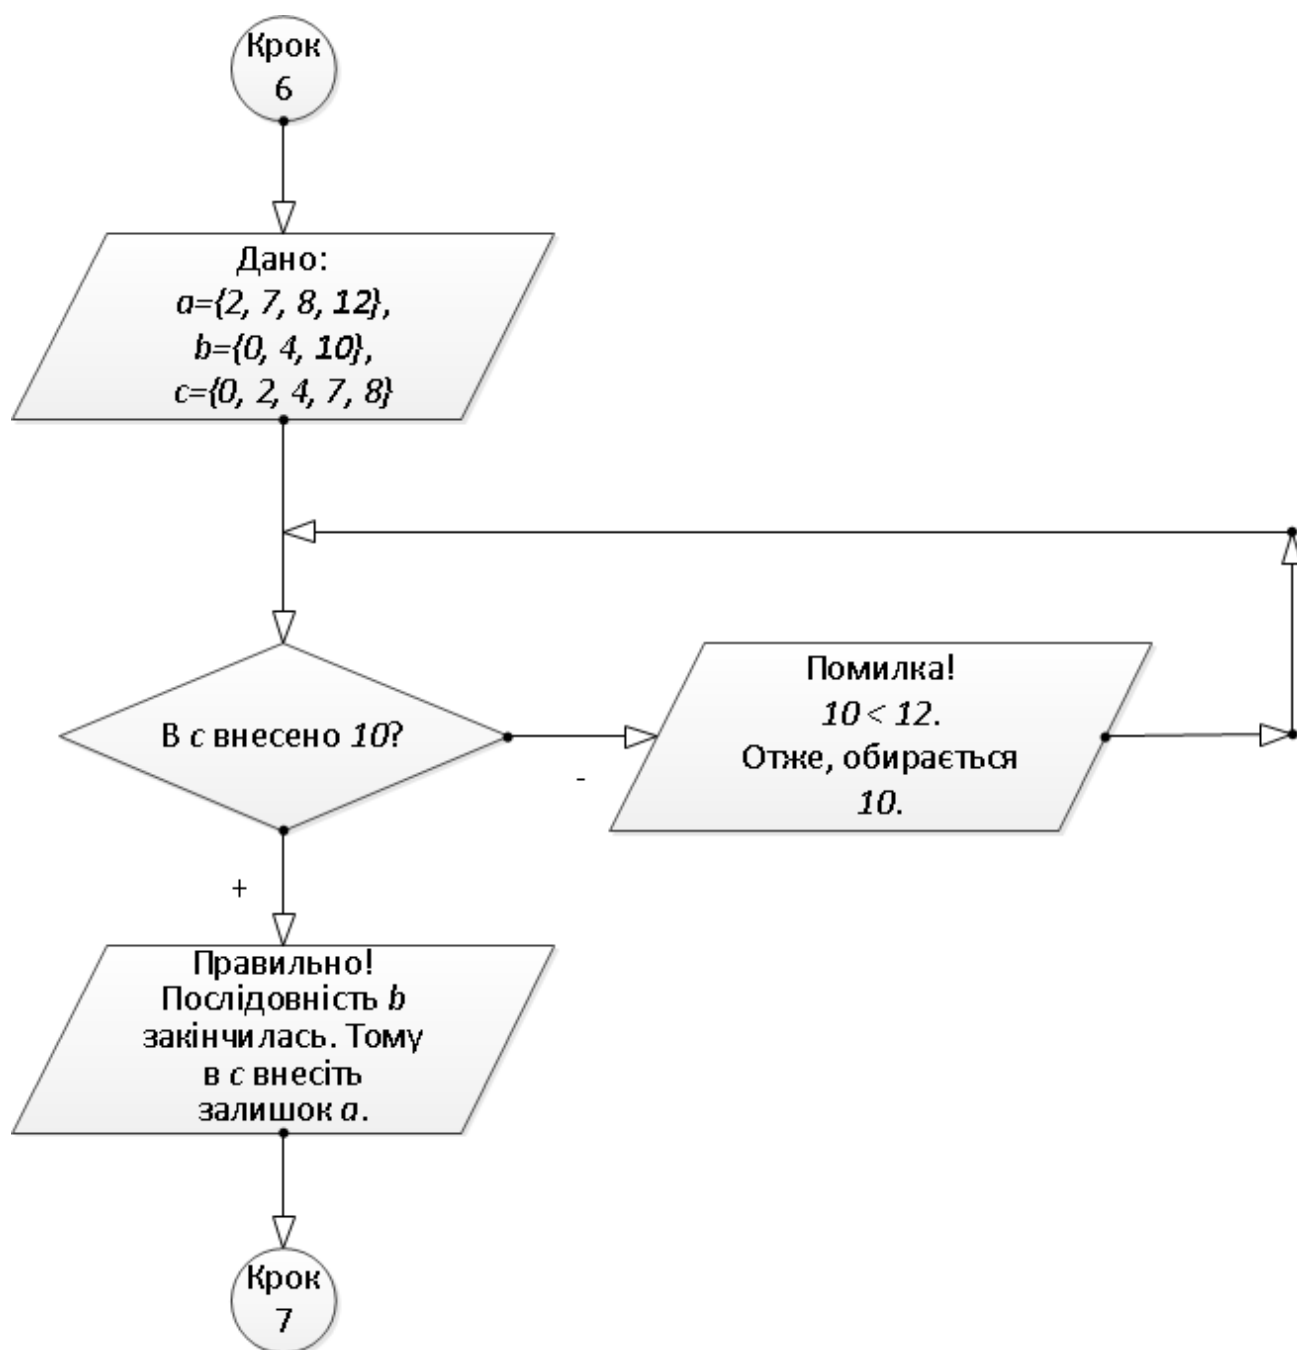 Крок
6
Дано:
a={2, 7, 8, 12},
b={0, 4, 10},
c={0, 2, 4, 7, 8}
В c внесено 10?
-
Помилка!
10 < 12.
Отже, обирається
10.
+
Правильно!
Послідовність b
закінчилась. Тому
в c внесіть
залишок a.
Крок
7